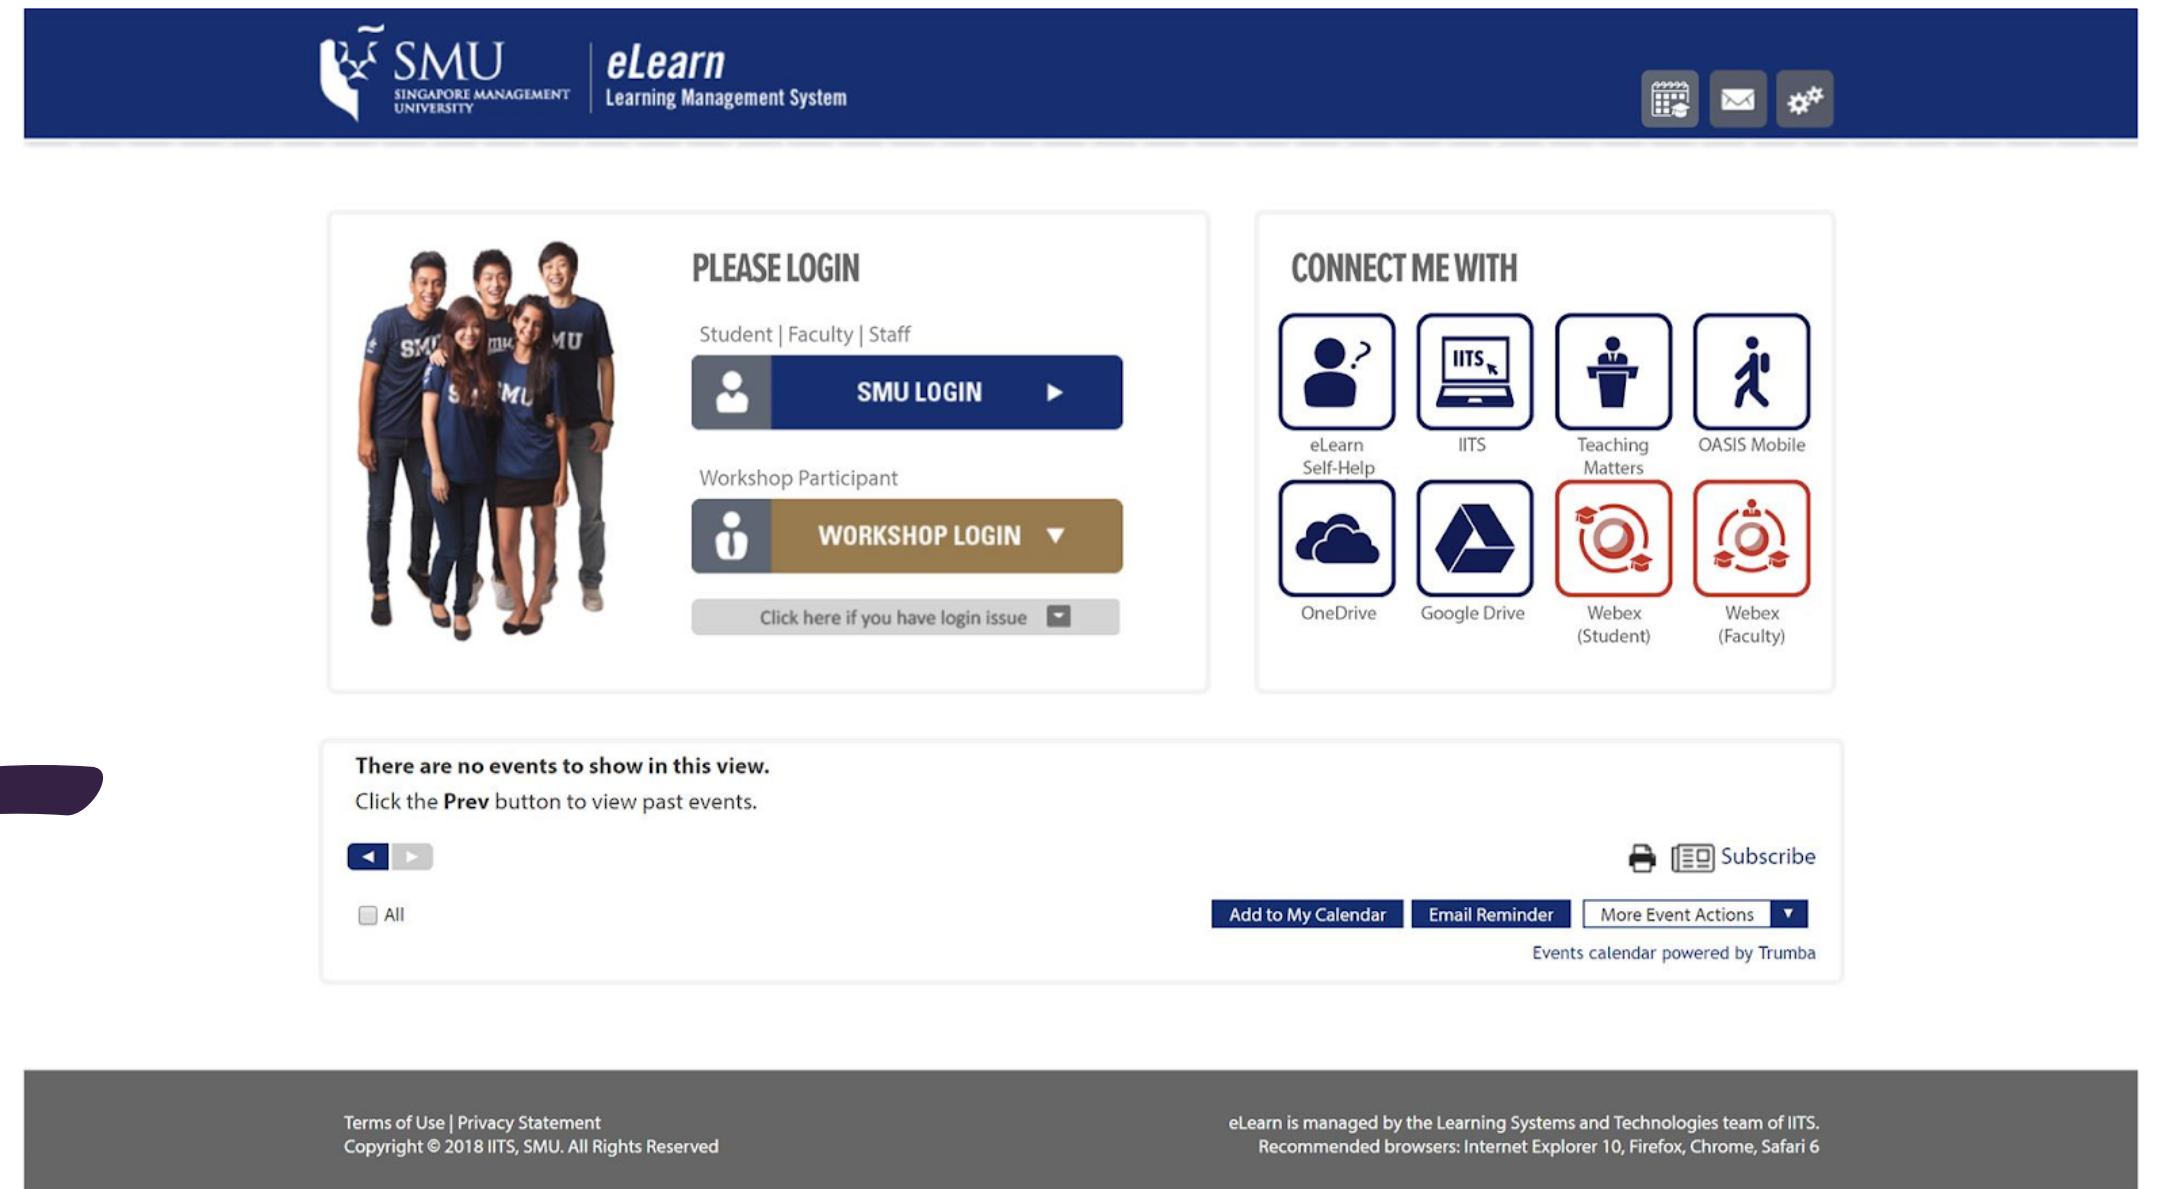 SMU
SINGAPORE MANAGEMENT
UNIVERSITY
eLearn
Learning Management System
PLEASE LOGIN
Student | Faculty | Staff
SMU LOGIN
Workshop Participant
WORKSHOP LOGIN
Click here if you have login issue
SMU
smu
SMU
SMU
CONNECT ME WITH
?
IITS
eLearn
Self-Help
IITS
Teaching
Matters
OASIS Mobile
OneDrive
Google Drive
Webex
(Student)
Webex
(Faculty)
There are no events to show in this view.
Click the Prev button to view past events.
Subscribe
All
Add to My Calendar
Email Reminder
More Event Actions
Events calendar powered by Trumba
Terms of Use | Privacy Statement
Copyright © 2018 IITS, SMU. All Rights Reserved
eLearn is managed by the Learning Systems and Technologies team of IITS.
Recommended browsers: Internet Explorer 10, Firefox, Chrome, Safari 6